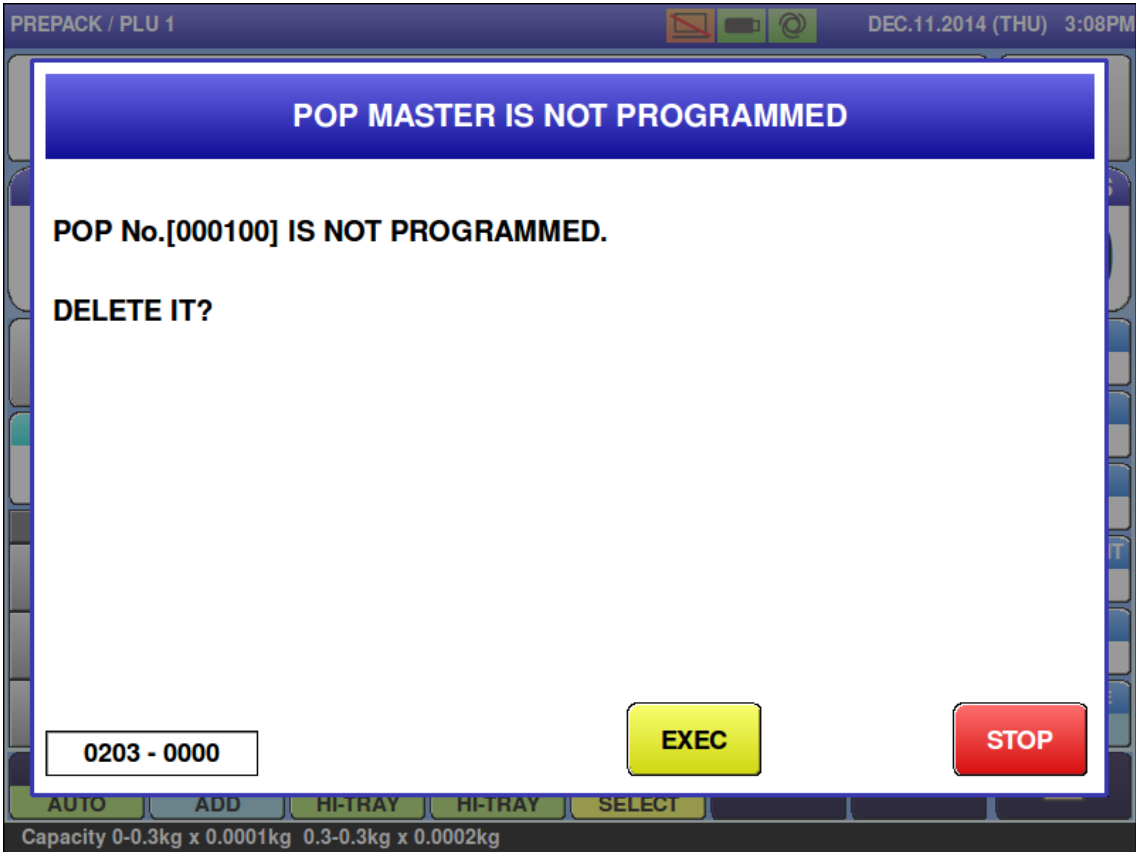 PREPACK / PLU 1
DEC.11.2014 (THU) 3:08PM
POP MASTER IS NOT PROGRAMMED
POP No.[000100] IS NOT PROGRAMMED.
DELETE IT?
0203 - 0000
EXEC
STOP
AUTO
ADD
HI-TRAY
HI-TRAY
SELECT
Capacity 0-0.3kg x 0.0001kg 0.3-0.3kg x 0.0002kg